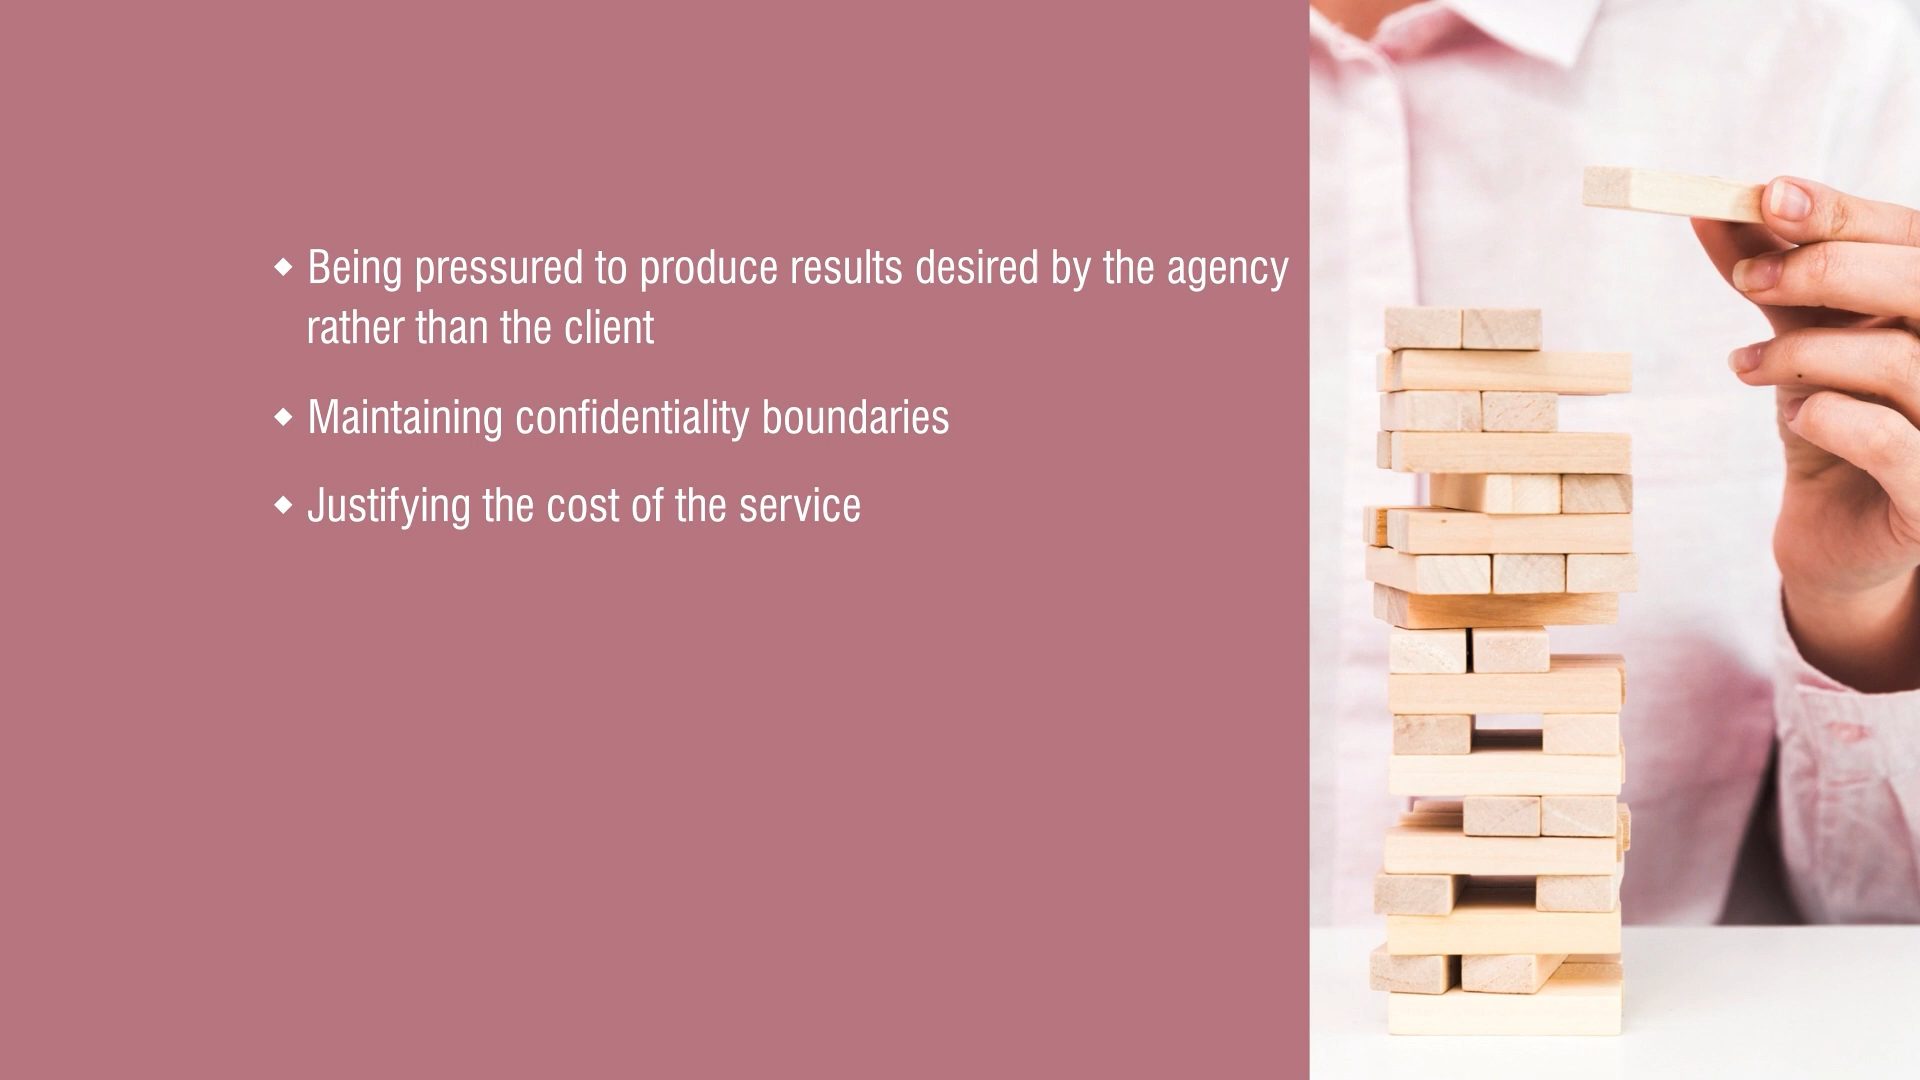 ◆ Being pressured to produce results desired by the agency
rather than the client
◆ Maintaining confidentiality boundaries
◆ Justifying the cost of the service